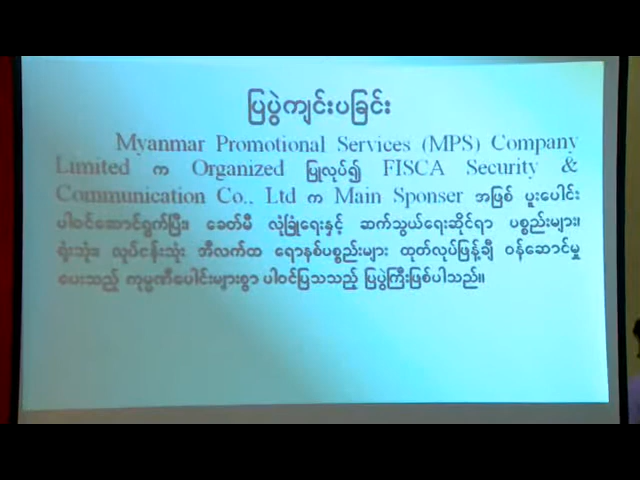 ပြပွဲကျင်းပခြင်း
Myanmar Promotional Services (MPS) Company
Limited က Organized ပြုလုပ်၍ FISCA Security &
Communication Co., Ltd က Main Sponser အဖြစ် ပူးပေါင်း
ပါဝင်ဆောင်ရွက်ပြီး၊ ခေတ်မီ လုံခြုံရေးနှင့် ဆက်သွယ်ရေးဆိုင်ရာ ပစ္စည်းများ၊
ရုံးသုံး၊ လုပ်ငန်းသုံး အီလက်ထ ရောနစ်ပစ္စည်းများ ထုတ်လုပ်ဖြန့်ချီ ဝန်ဆောင်မှု
ပေးသည့် ကုမ္ပဏီပေါင်းများစွာ ပါဝင်ပြသသည့် ပြပွဲကြီးဖြစ်ပါသည်။